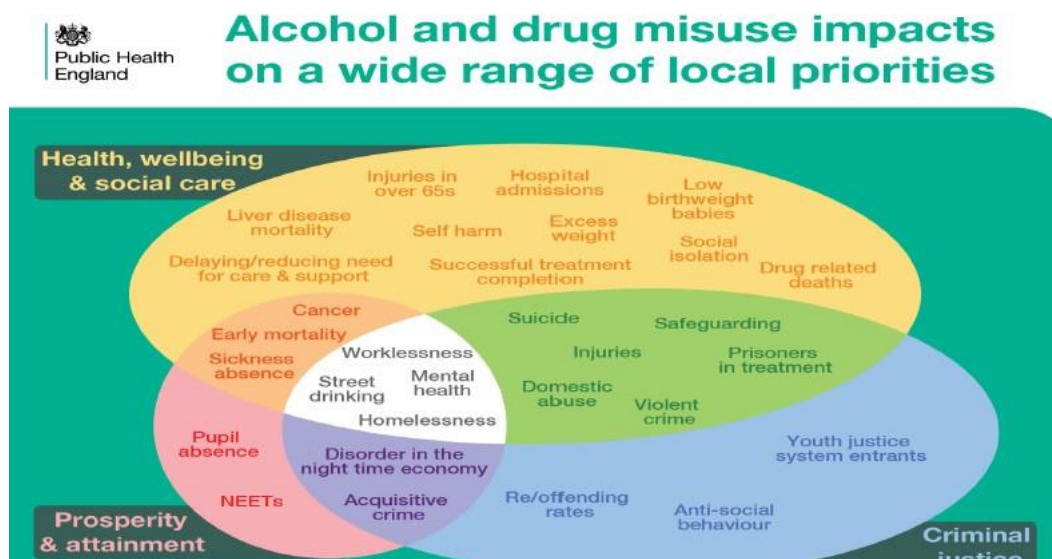 Public Health
England
Alcohol and drug misuse impacts
on a wide range of local priorities
Health, wellbeing
& social care
Injuries in
over 65s
Hospital
admissions
Low
birthweight
babies
Liver disease
mortality
Self harm
Excess
weight
Social
isolation
Delaying/reducing need
for care & support
Successful treatment
completion
Drug related
deaths
Cancer
Early mortality
Sickness
absence
Worklessness
Street
drinking
Mental
health
Homelessness
Suicide
Safeguarding
Injuries
Prisoners
in treatment
Domestic
abuse
Violent
crime
Pupil
absence
NEETs
Disorder in the
night time economy
Acquisitive
crime
Youth justice
system entrants
Re/offending
rates
Anti-social
behaviour
Prosperity
& attainment
Criminal
justice